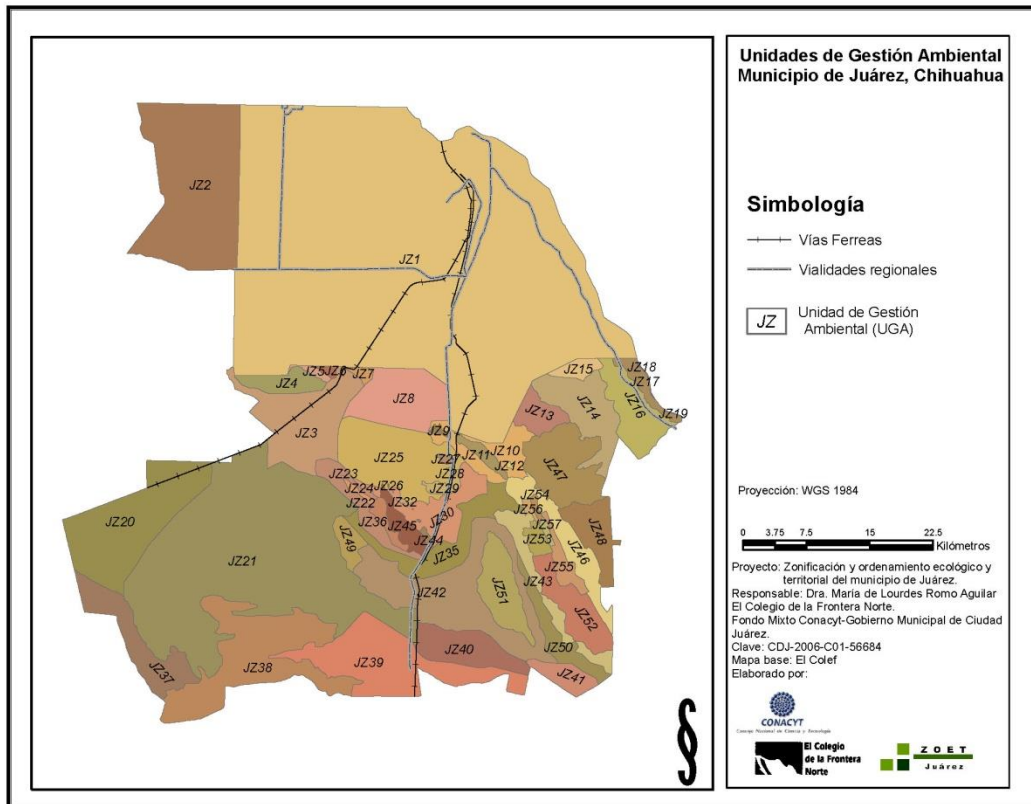 Unidades de Gestión Ambiental
Municipio de Juárez, Chihuahua
Simbología
Vías Ferreas
Vialidades regionales
JZ
Unidad de Gestión
Ambiental (UGA)
Proyección: WGS 1984
0 3.75 7.5 15 22.5
Kilómetros
Proyecto: Zonificación y ordenamiento ecológico y
territorial del municipio de Juárez.
Responsable: Dra. María de Lourdes Romo Aguilar
El Colegio de la Frontera Norte.
Fondo Mixto Conacyt-Gobierno Municipal de Ciudad
Juárez.
Clave: CDJ-2006-C01-56684
Mapa base: El Colef
Elaborado por:
CONACYT
Consejo Nacional de Ciencia y Tecnología
El Colegio
de la Frontera
Norte
ZOET
Juárez
JZ2
JZ1
JZ18
JZ15
JZ17
JZ5
JZ6
JZ7
JZ4
JZ8
JZ14
JZ16
JZ19
JZ13
JZ3
JZ9
JZ11
JZ10
JZ25
JZ27
JZ12
JZ47
JZ23
JZ28
JZ24
JZ26
JZ29
JZ54
JZ22
JZ32
JZ56
JZ20
JZ36
JZ45
JZ30
JZ57
JZ48
JZ49
JZ44
JZ53
JZ35
JZ46
JZ21
JZ55
JZ43
JZ42
JZ51
JZ52
JZ50
JZ40
JZ39
JZ38
JZ37
JZ41
§